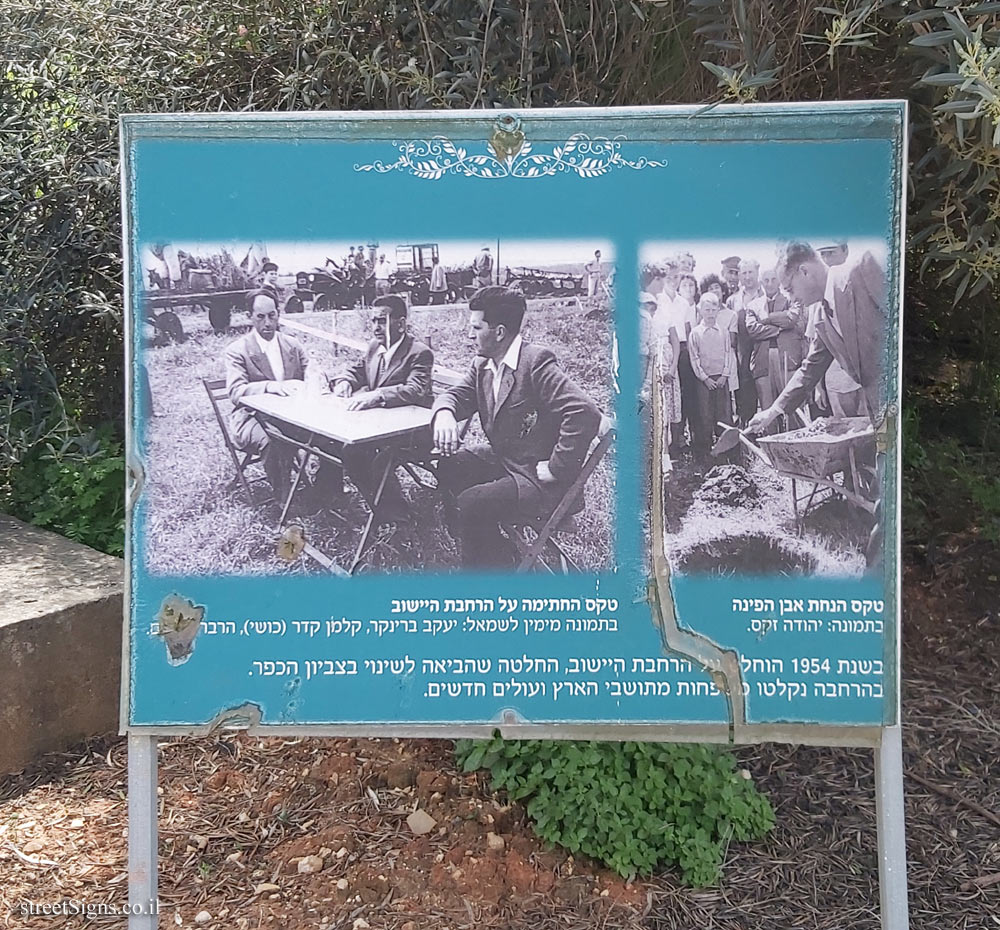 טקס הנחת אבן הפינה
בתמונה: יהודה זקס.
טקס החתימה על הרחבת היישוב
בתמונה מימין לשמאל: יעקב ברינקר, קלמן קדר (כושי), הרב
בשנת 1954 על הרחבת היישוב, החלטה שהביאה לשינוי בצביון הכפר.
בהרחבה נקלטו מתושבי הארץ ועולים חדשים.
streetSigns.co.il